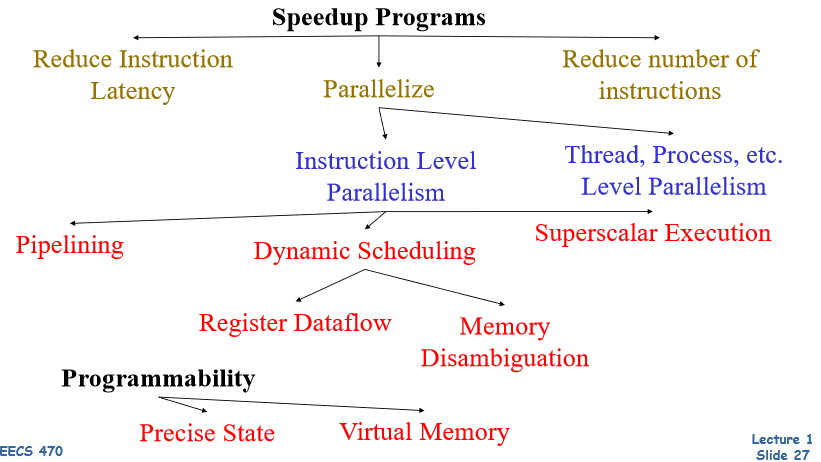 Speedup Programs
Reduce Instruction
Latency
Parallelize
Reduce number of
instructions
Instruction Level
Parallelism
Thread, Process, etc.
Level Parallelism
Pipelining
Dynamic Scheduling
Superscalar Execution
Register Dataflow
Memory
Disambiguation
Programmability
Precise State
Virtual Memory
EECS 470
Lecture 1
Slide 27